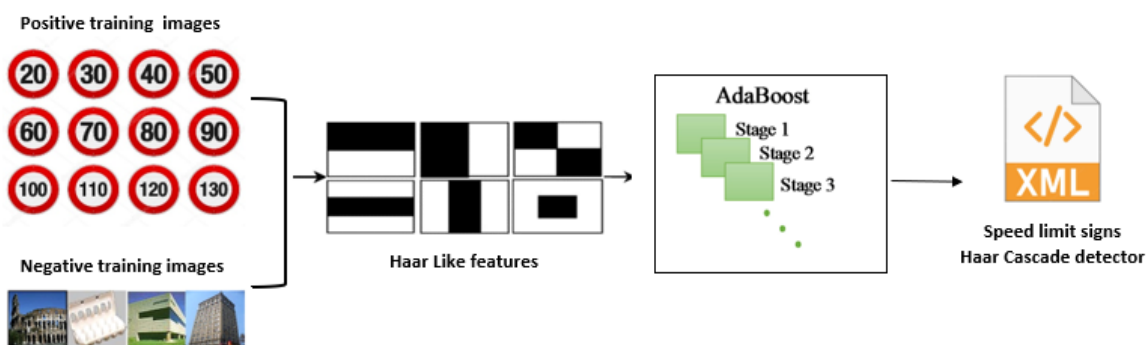 Positive training images
20 30 40 50
60 70 80 90
100 110 120 130
Negative training images
Haar Like features
AdaBoost
Stage 1
Stage 2
Stage 3
</>
XML
Speed limit signs
Haar Cascade detector